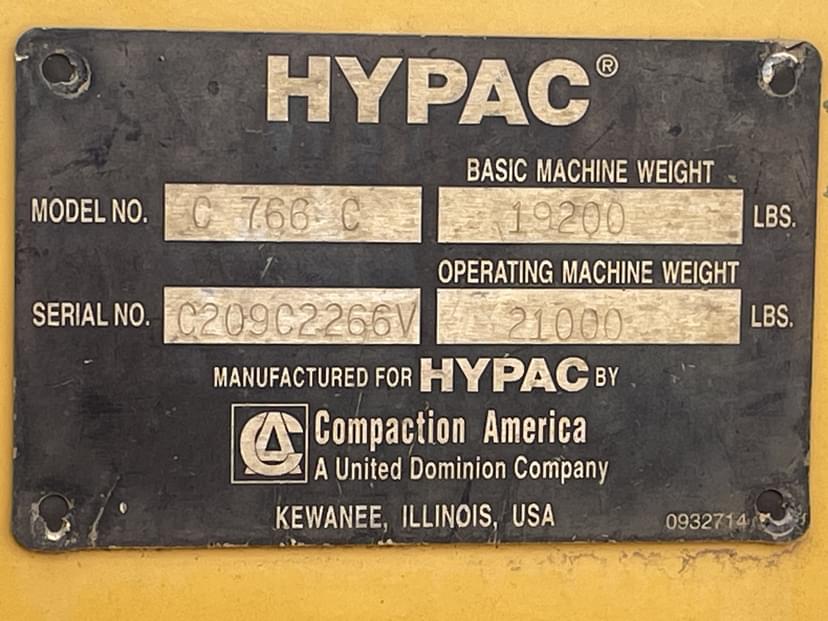 HYPAC®
BASIC MACHINE WEIGHT
MODEL NO. C 766 C 19200 LBS.
OPERATING MACHINE WEIGHT
SERIAL NO. C209C2266V 21000 LBS.
MANUFACTURED FOR HYPAC BY
CA Compaction America
A United Dominion Company
KEWANEE, ILLINOIS, USA
0932714